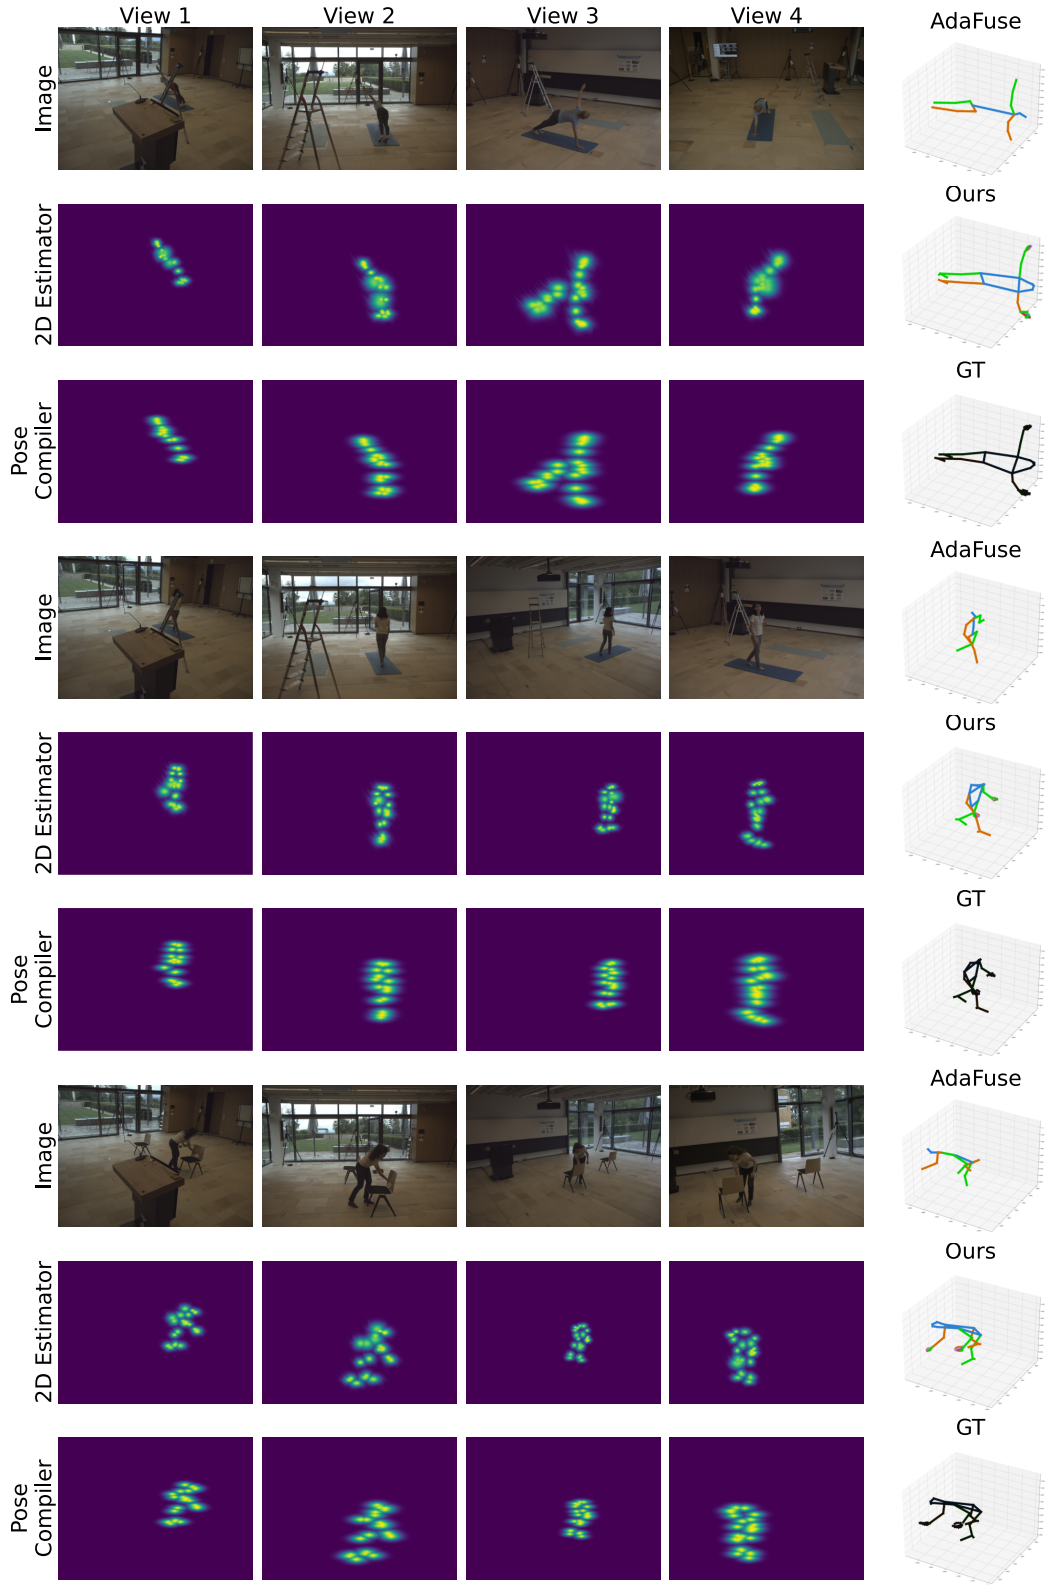 View 1
View 2
View 3
View 4
AdaFuse
Image
Ours
2D Estimator
GT
Pose
Compiler
AdaFuse
Image
Ours
2D Estimator
GT
Pose
Compiler
AdaFuse
Image
Ours
2D Estimator
GT
Pose
Compiler